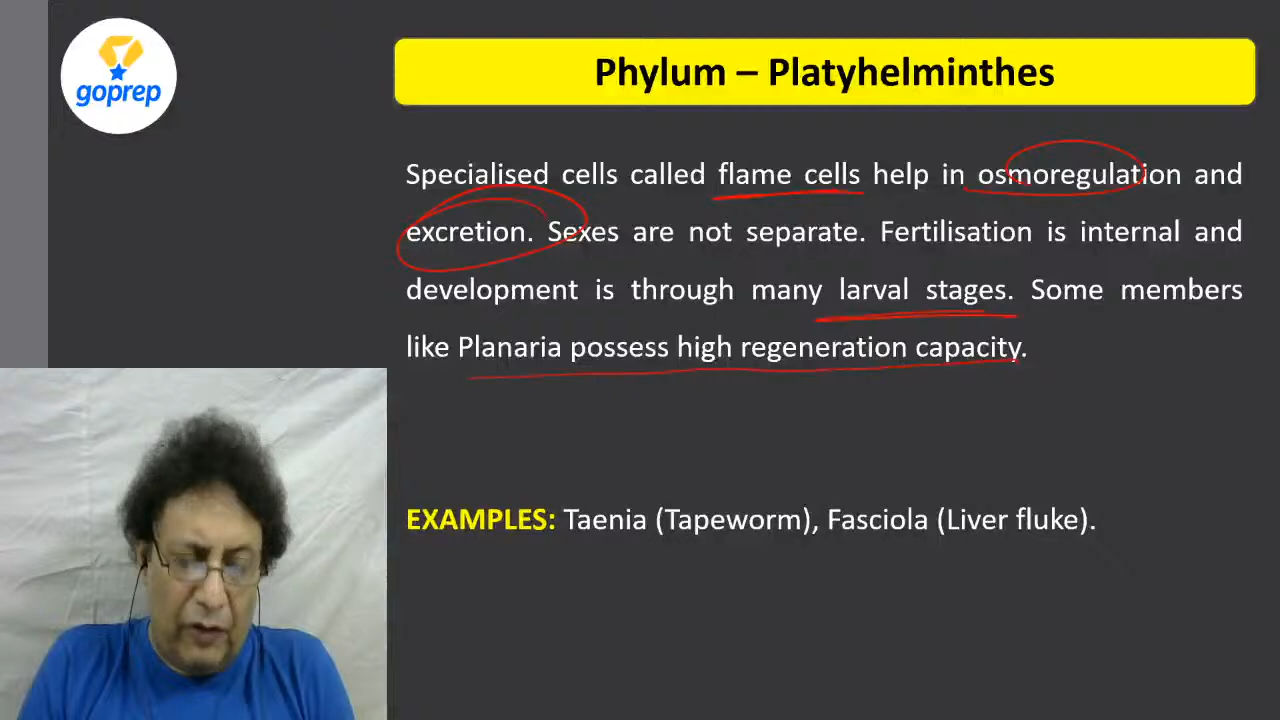 goprep
Phylum – Platyhelminthes
Specialised cells called flame cells help in osmoregulation and
excretion. Sexes are not separate. Fertilisation is internal and
development is through many larval stages. Some members
like Planaria possess high regeneration capacity.
EXAMPLES: Taenia (Tapeworm), Fasciola (Liver fluke).